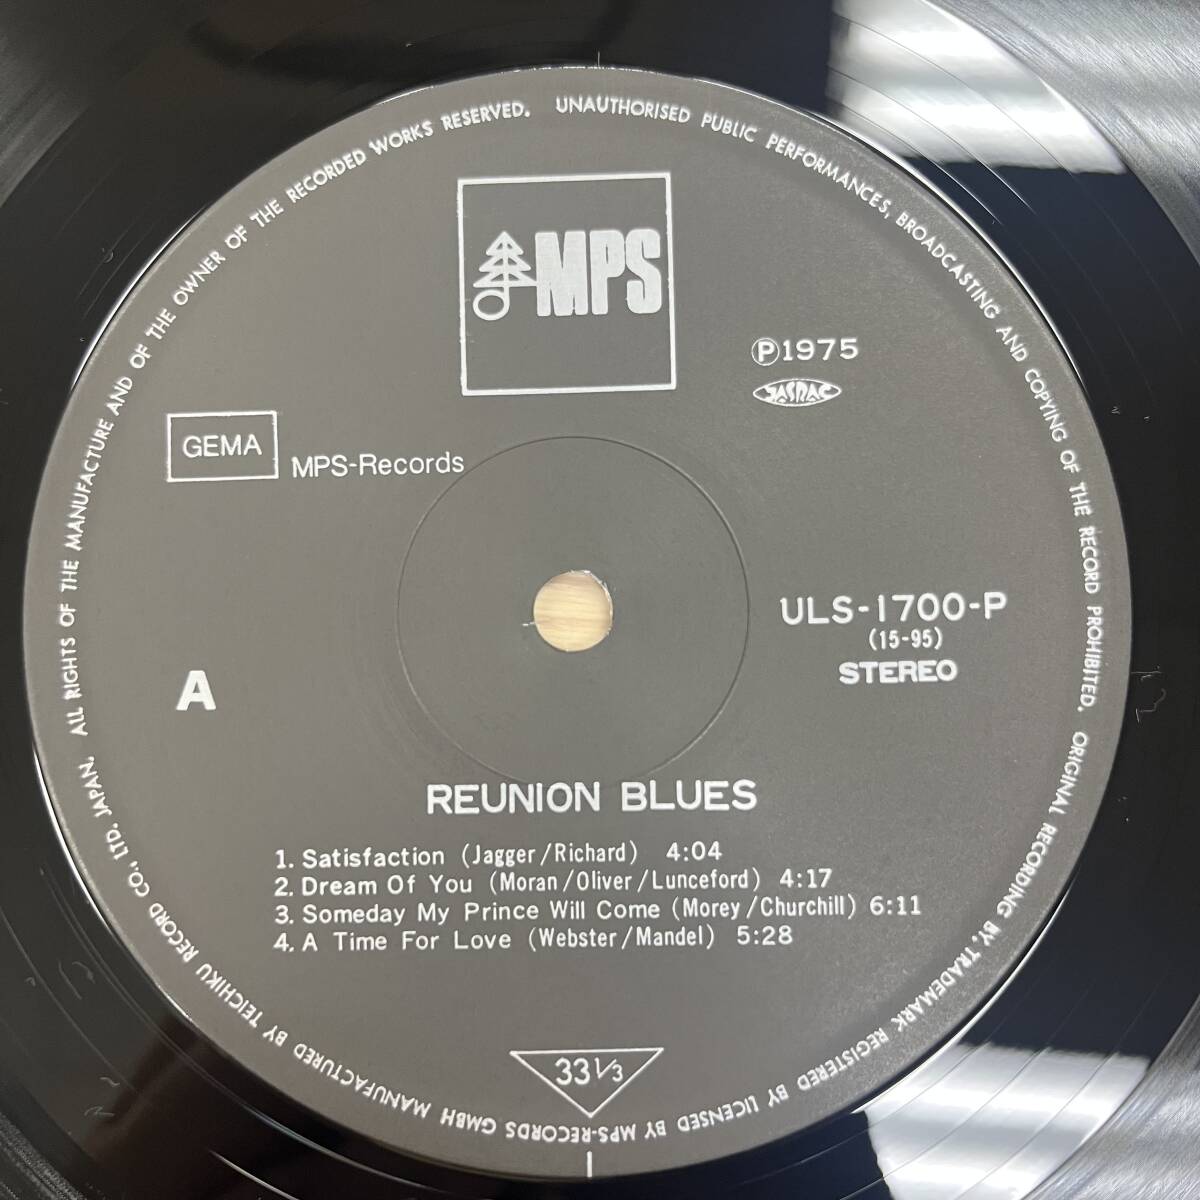 MPS
Ⓟ1975
JASRAC
GEMA
MPS-Records
ULS-1700-P
(15-95)
STEREO
A
REUNION BLUES
1. Satisfaction (Jagger/Richard) 4:04
2. Dream Of You (Moran/Oliver/Lunceford) 4:17
3. Someday My Prince Will Come (Morey/Churchill) 6:11
4. A Time For Love (Webster/Mandel) 5:28
33 1/3
ALL RIGHTS OF THE MANUFACTURE AND OF THE OWNER OF THE RECORDED WORKS RESERVED. UNAUTHORISED PUBLIC PERFORMANCES, BROADCASTING AND COPYING OF THE RECORD PROHIBITED. ORIGINAL RECORDING BY, TRADEMARK REGISTERED BY LICENSED BY MPS-RECORDS GMBH MANUFACTURED BY TEICHIKU RECORD CO., LTD. JAPAN.